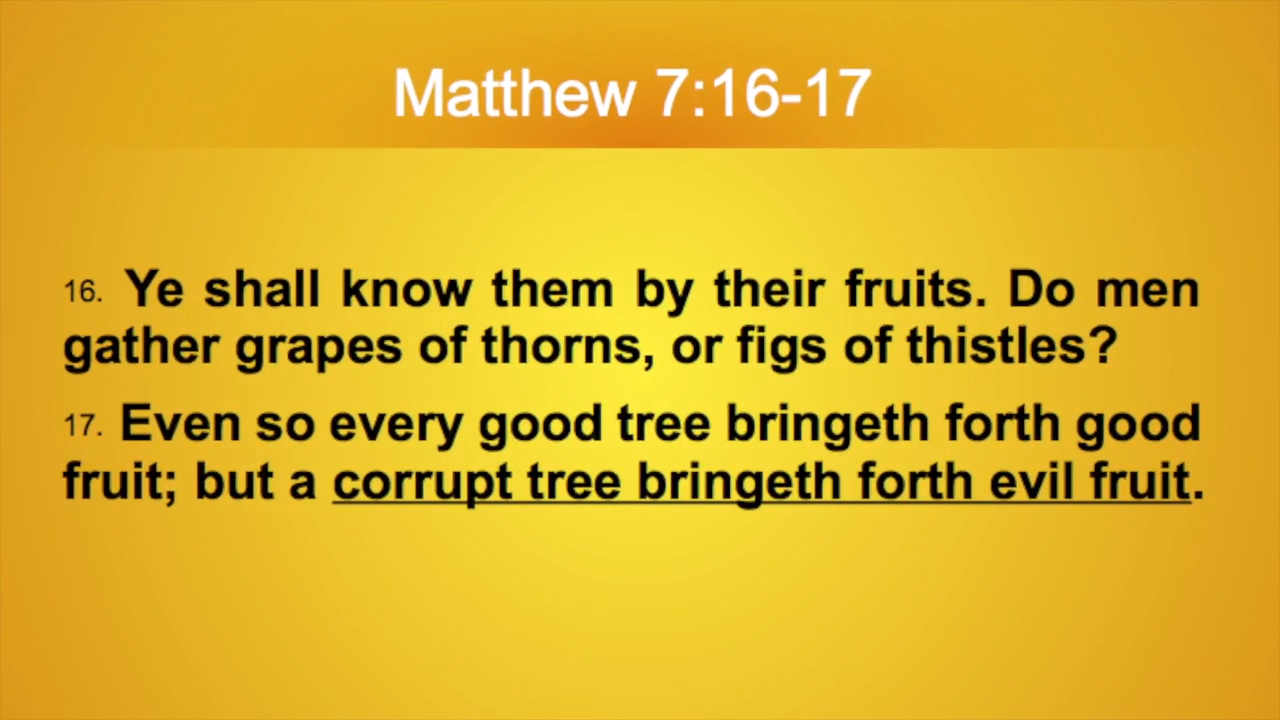 Matthew 7:16-17
16. Ye shall know them by their fruits. Do men
gather grapes of thorns, or figs of thistles?
17. Even so every good tree bringeth forth good
fruit; but a corrupt tree bringeth forth evil fruit.